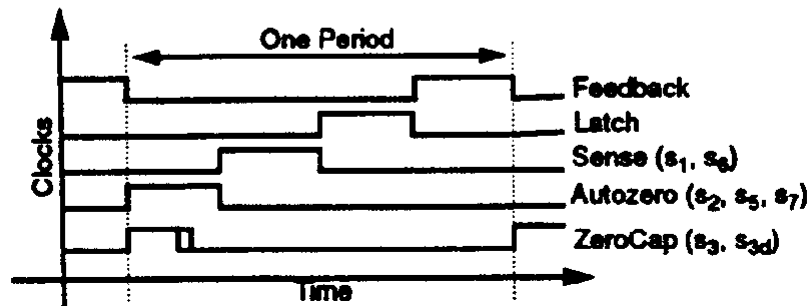 One Period
Feedback
Latch
Sense (s1, s6)
Autozero (s2, s5, s7)
ZeroCap (s3, s3d)
Clocks
Time